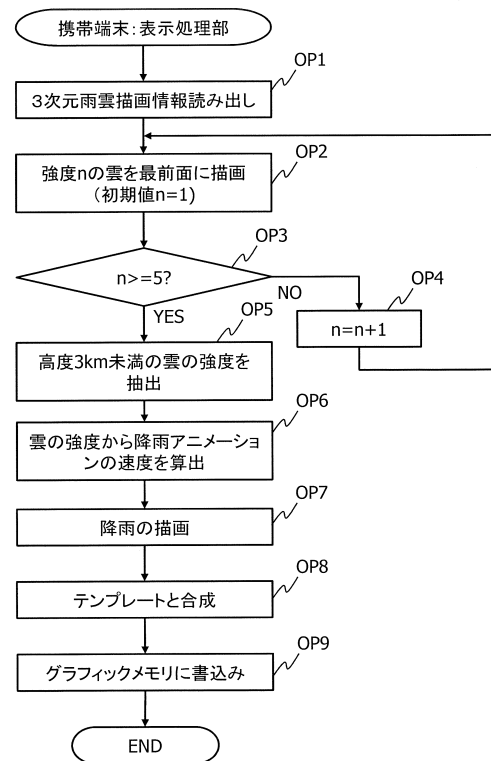 携帯端末：表示処理部
OP1
３次元雨雲描画情報読み出し
OP2
強度nの雲を最前面に描画
（初期値n=1)
OP3
n>=5?
NO
OP4
n=n+1
YES
OP5
高度3km未満の雲の強度を
抽出
OP6
雲の強度から降雨アニメーショ
ンの速度を算出
OP7
降雨の描画
OP8
テンプレートと合成
OP9
グラフィックメモリに書込み
END